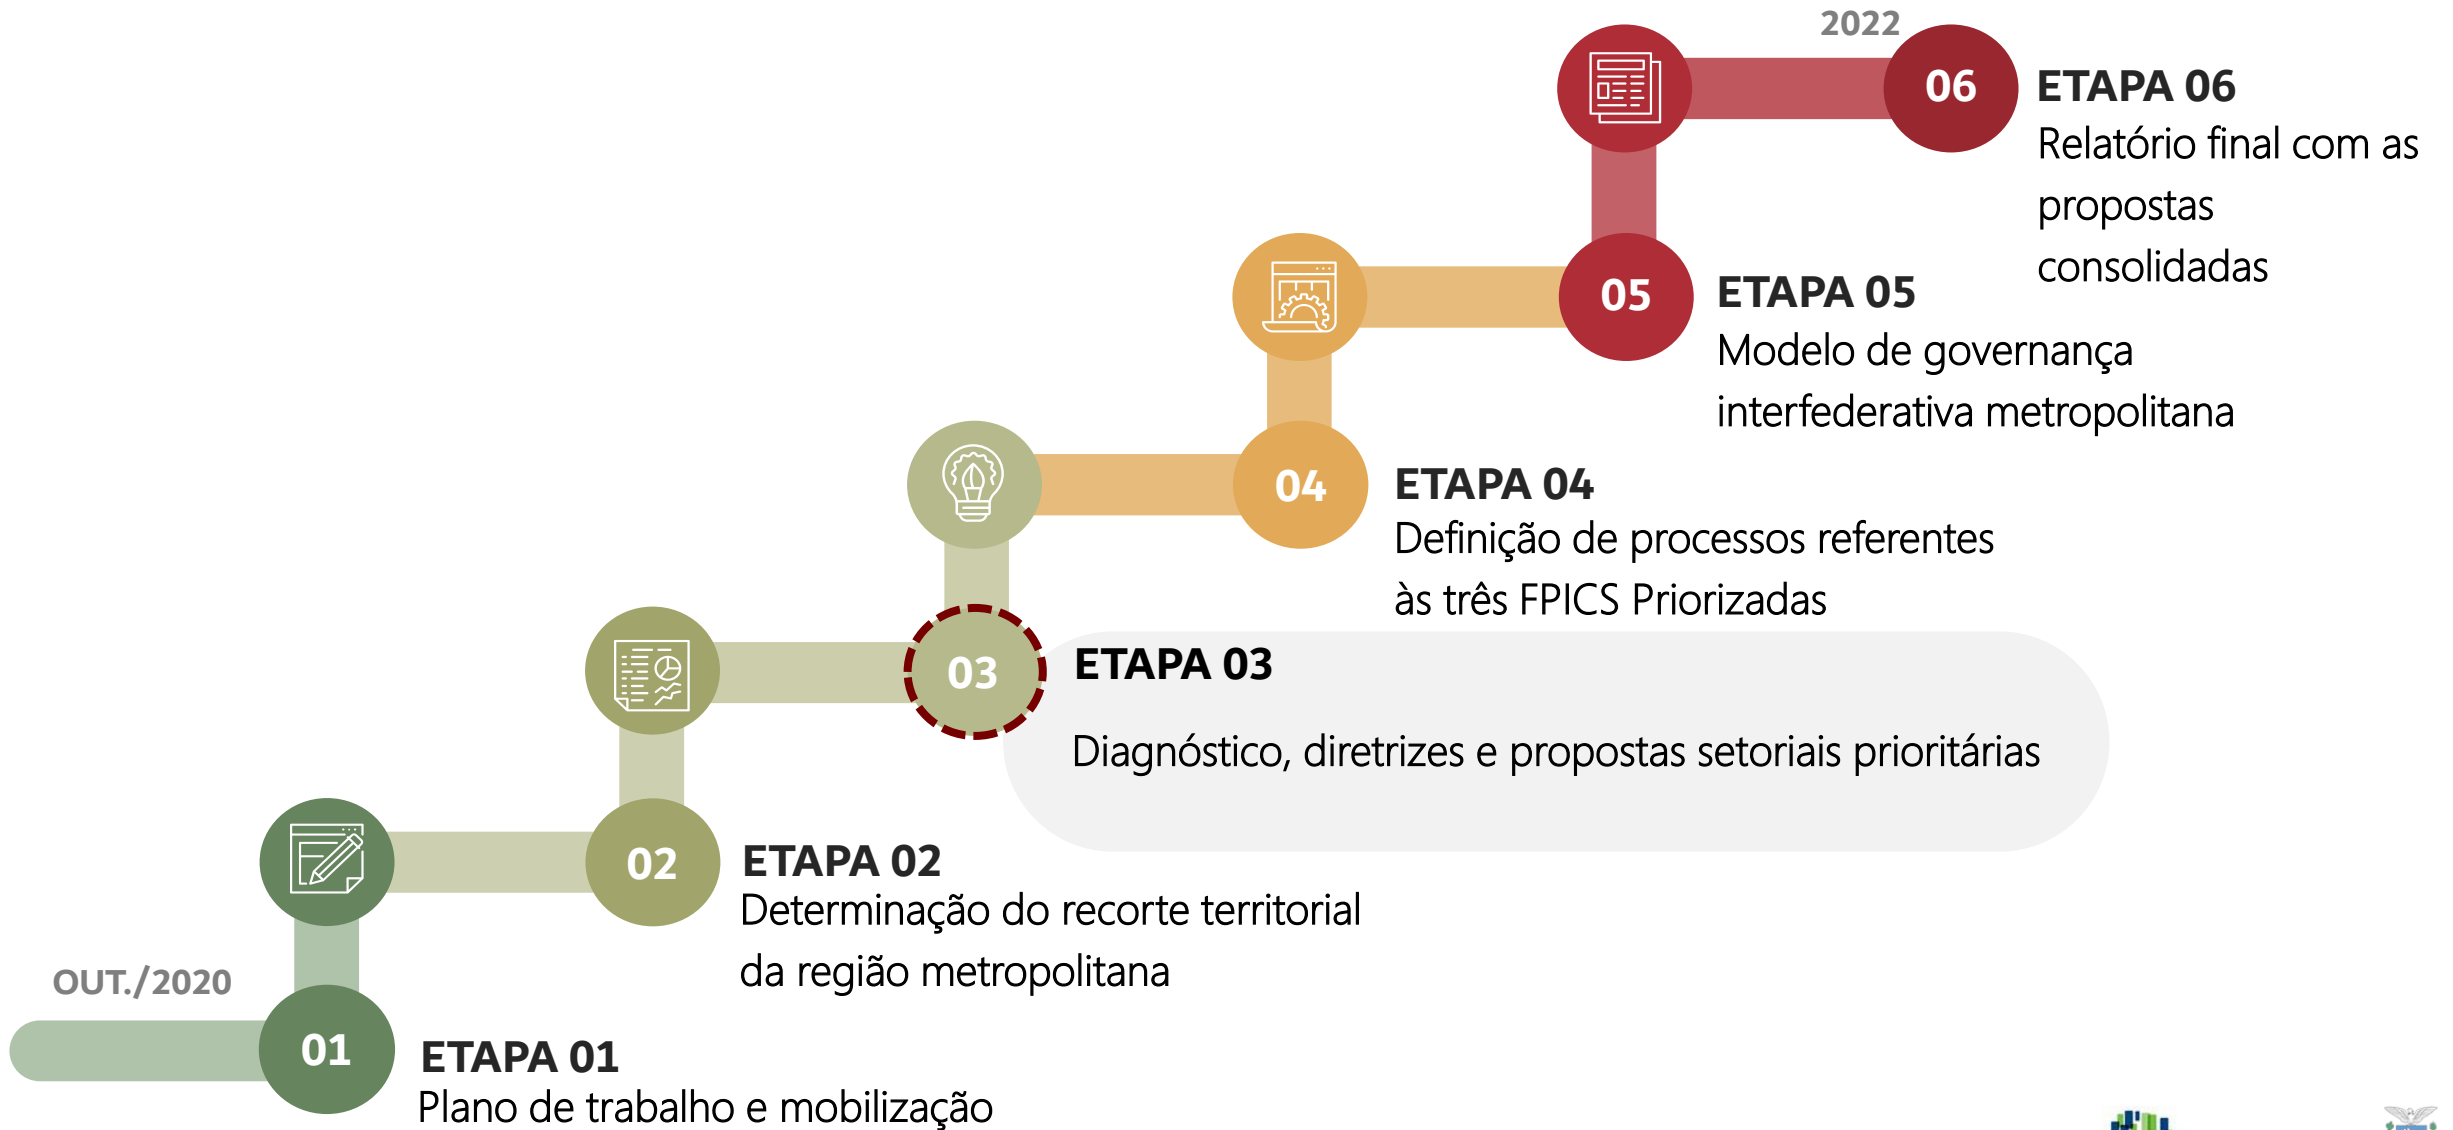 2022
06
ETAPA 06
Relatório final com as
propostas
consolidadas
05
ETAPA 05
Modelo de governança
interfederativa metropolitana
04
ETAPA 04
Definição de processos referentes
às três FPICS Priorizadas
03
ETAPA 03
Diagnóstico, diretrizes e propostas setoriais prioritárias
02
ETAPA 02
Determinação do recorte territorial
da região metropolitana
OUT./2020
01
ETAPA 01
Plano de trabalho e mobilização